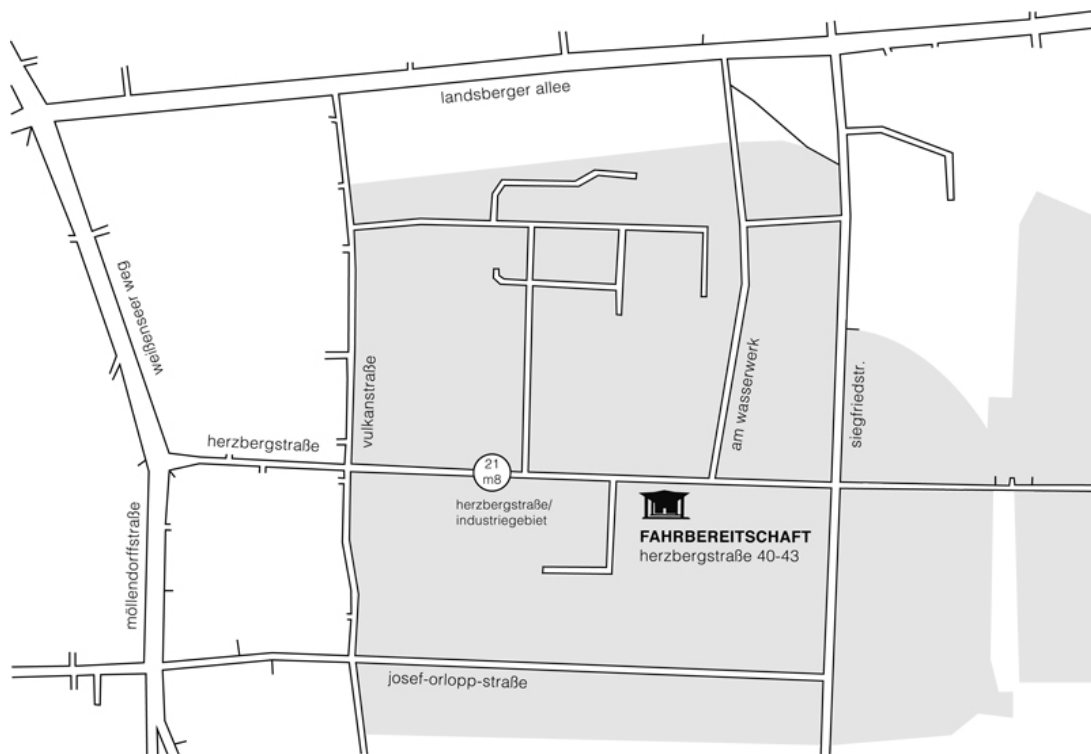 landsberger allee
weißenseer weg
vulkanstraße
am wasserwerk
siegfriedstr.
herzbergstraße
21
m8
herzbergstraße/
industriegebiet
FAHRBEREITSCHAFT
herzbergstraße 40-43
möllendorffstraße
josef-orlopp-straße